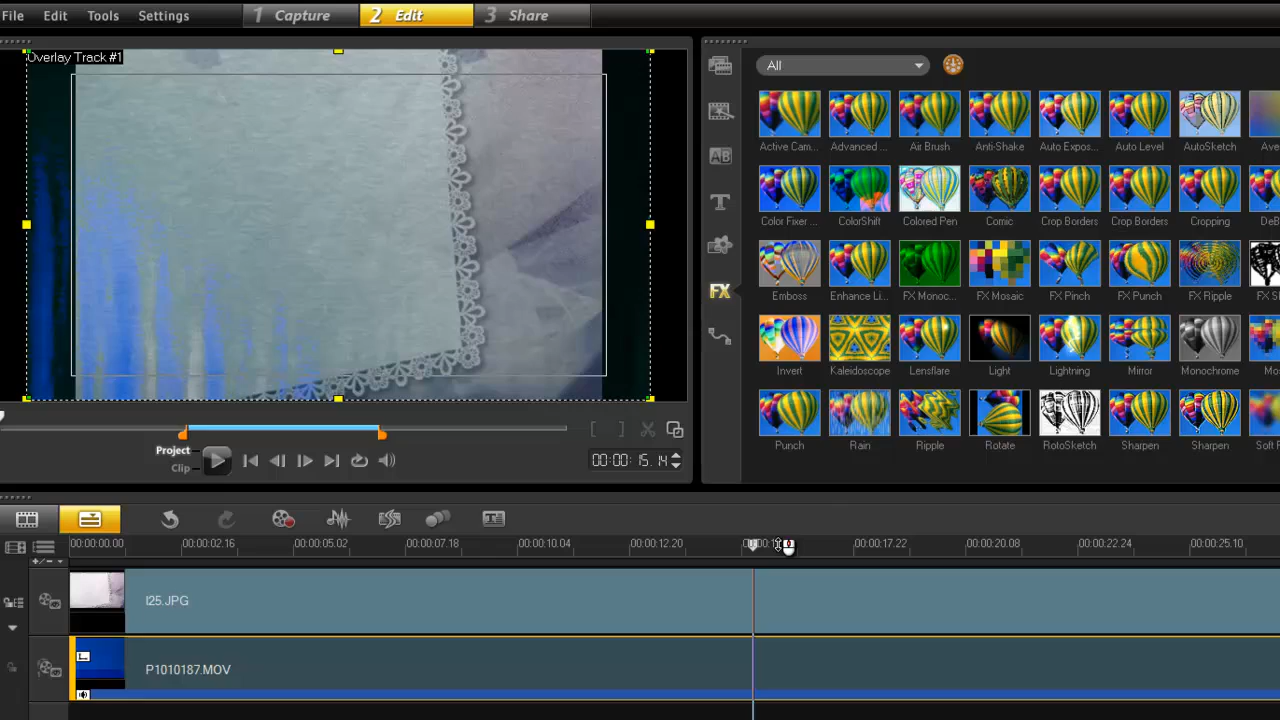 File Edit Tools Settings 1 Capture 2 Edit 3 Share
Overlay Track #1
All
Active Cam... Advanced ... Air Brush Anti-Shake Auto Expos... Auto Level AutoSketch Ave
Color Fixer ... ColorShift Colored Pen Comic Crop Borders Crop Borders Cropping DeB
Emboss Enhance Li... FX Monoc... FX Mosaic FX Pinch FX Punch FX Ripple FX S
Invert Kaleidoscope Lensflare Light Lightning Mirror Monochrome Mos
Punch Rain Ripple Rotate RotoSketch Sharpen Sharpen Soft F
AB
T
FX
Project
Clip
00:00:15.14
00:00:00.00 00:00:02.16 00:00:05.02 00:00:07.18 00:00:10.04 00:00:12.20 00:00:17.22 00:00:20.08 00:00:22.24 00:00:25.10
I25.JPG
P1010187.MOV